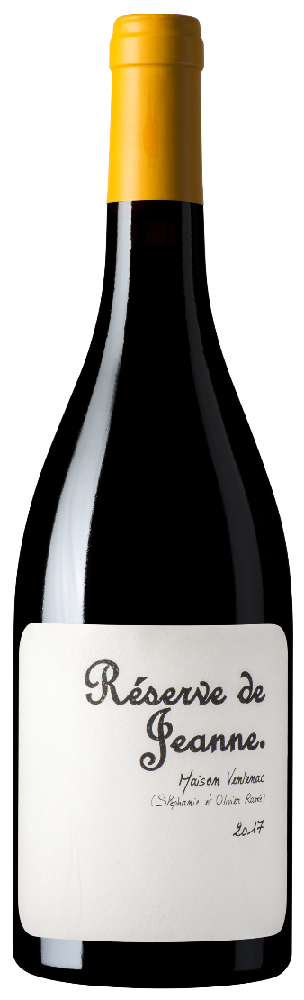 Réserve de
Jeanne.
Maison Ventenac
(Stéphanie et Olivier Ramé)
2017